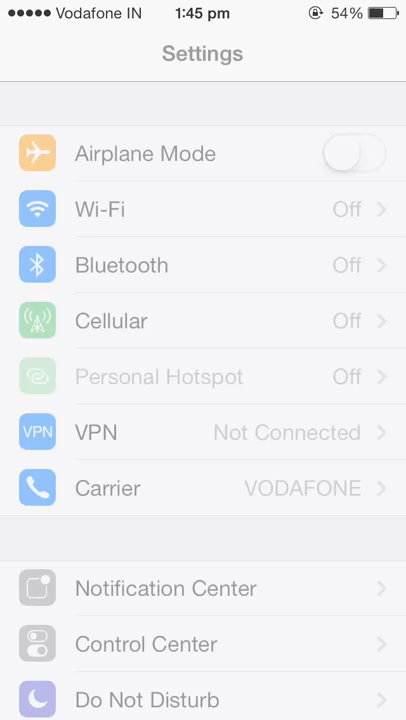 Vodafone IN 1:45 pm 54%
Settings
Airplane Mode
Wi-Fi Off
Bluetooth Off
Cellular Off
Personal Hotspot Off
VPN VPN Not Connected
Carrier VODAFONE
Notification Center
Control Center
Do Not Disturb